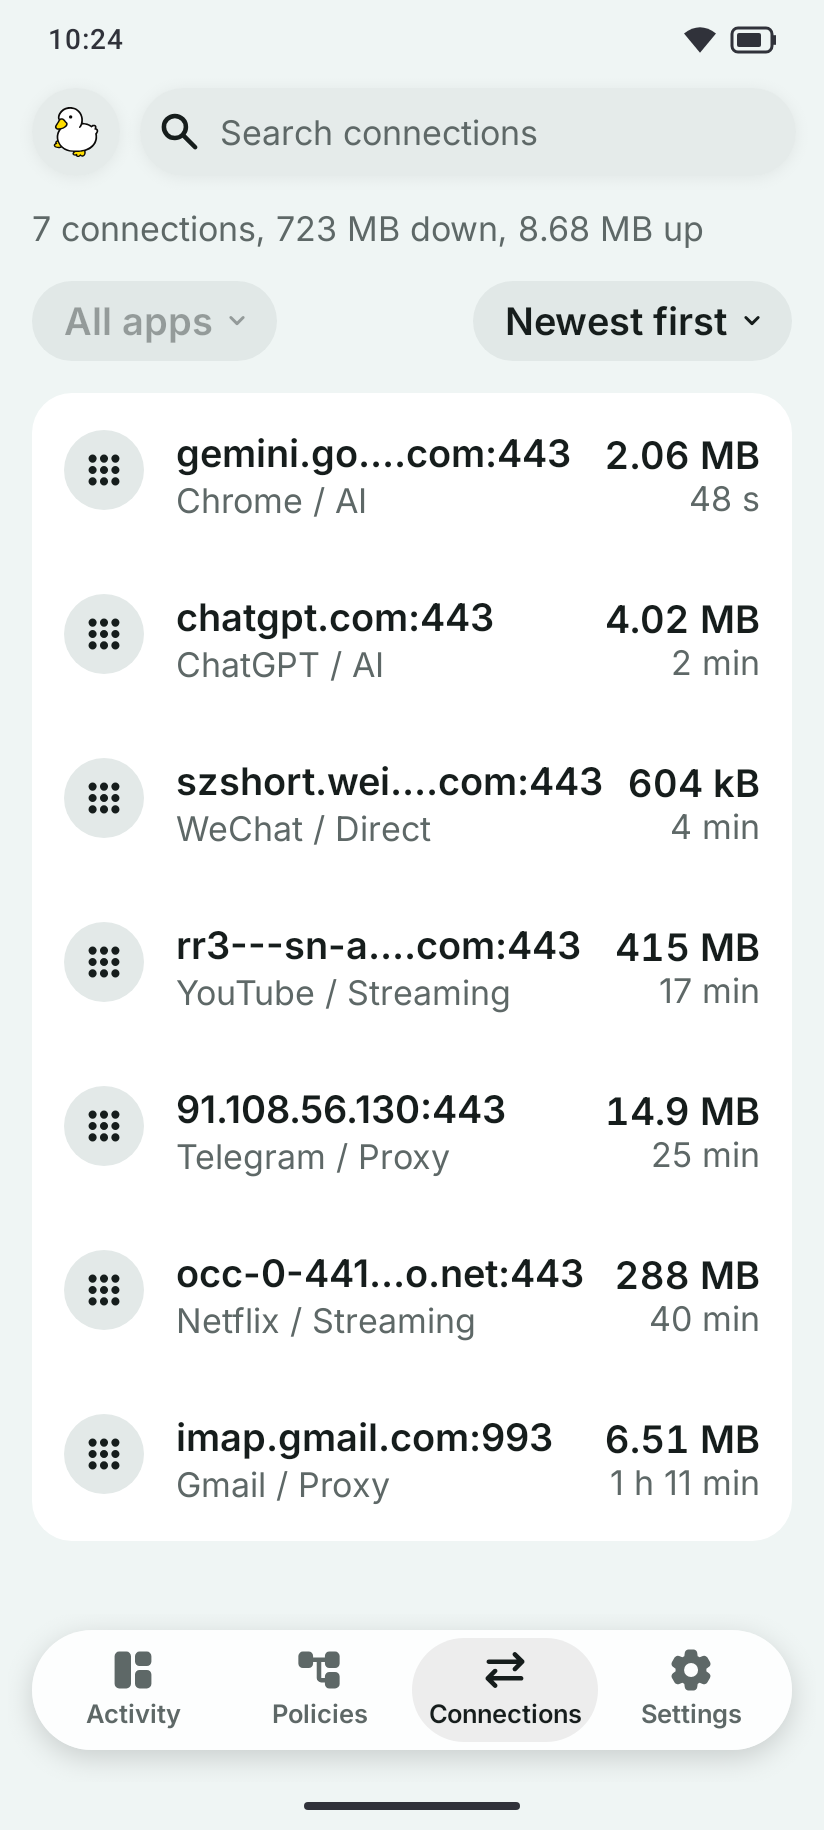 10:24
Search connections
7 connections, 723 MB down, 8.68 MB up
All apps
Newest first
gemini.go....com:443 2.06 MB
Chrome / AI 48 s
chatgpt.com:443 4.02 MB
ChatGPT / AI 2 min
szshort.wei....com:443 604 kB
WeChat / Direct 4 min
rr3---sn-a....com:443 415 MB
YouTube / Streaming 17 min
91.108.56.130:443 14.9 MB
Telegram / Proxy 25 min
occ-0-441...o.net:443 288 MB
Netflix / Streaming 40 min
imap.gmail.com:993 6.51 MB
Gmail / Proxy 1 h 11 min
Activity
Policies
Connections
Settings